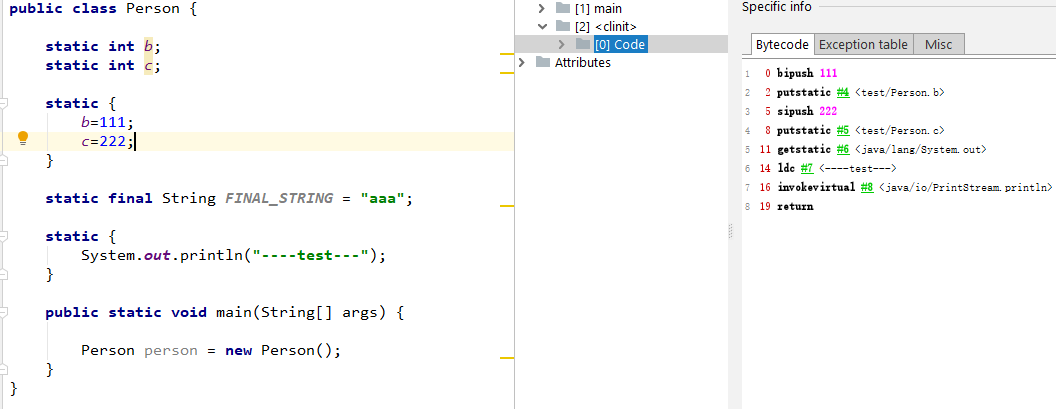 public class Person {
static int b;
static int c;
static {
b=111;
c=222;
}
static final String FINAL_STRING = "aaa";
static {
System.out.println("----test---");
}
public static void main(String[] args) {
Person person = new Person();
}
}
[1] main
[2] <clinit>
[0] Code
Attributes
Specific info
Bytecode Exception table Misc
1 0 bipush 111
2 2 putstatic #4 <test/Person.b>
3 5 sipush 222
4 8 putstatic #5 <test/Person.c>
5 11 getstatic #6 <java/lang/System.out>
6 14 ldc #7 <----test--->
7 16 invokevirtual #8 <java/io/PrintStream.println>
8 19 return